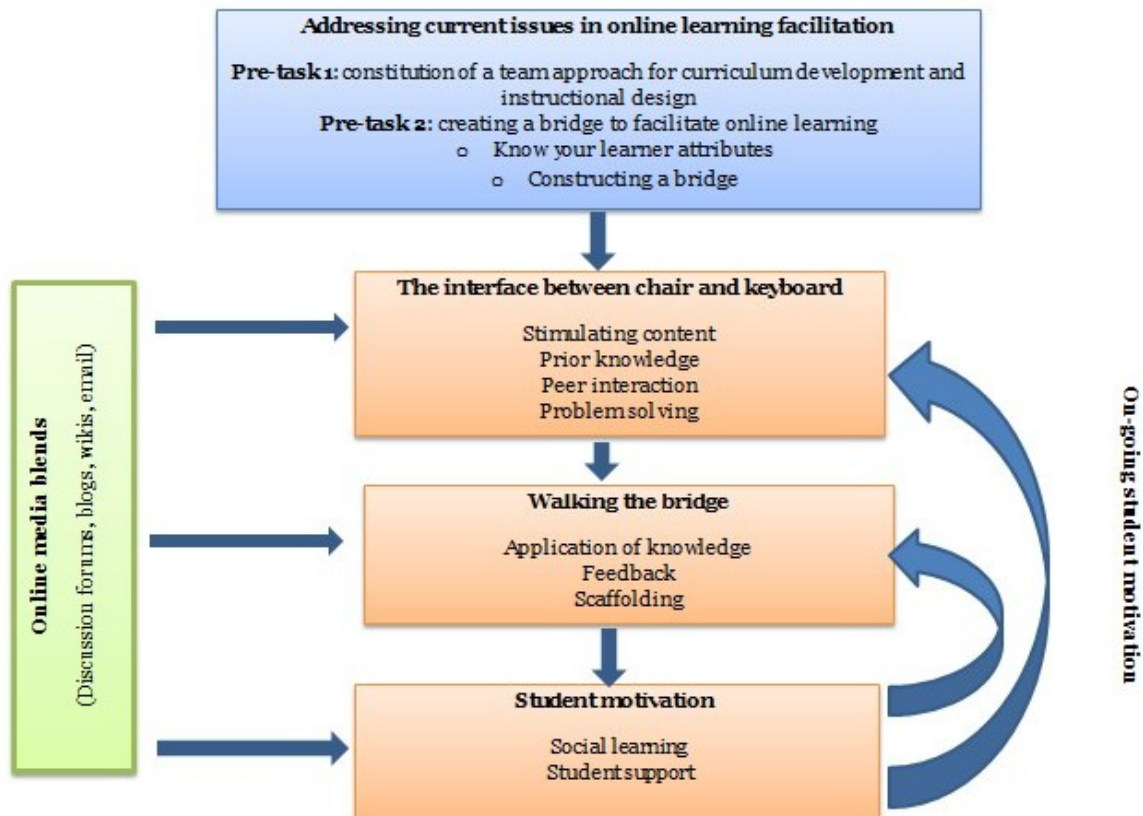 Addressing current issues in online learning facilitation
Pre-task 1: constitution of a team approach for curriculum development and
instructional design
Pre-task 2: creating a bridge to facilitate online learning
o Know your learner attributes
o Constructing a bridge
Online media blends
(Discussion forums, blogs, wikis, email)
The interface between chair and keyboard
Stimulating content
Prior knowledge
Peer interaction
Problem solving
Walking the bridge
Application of knowledge
Feedback
Scaffolding
Student motivation
Social learning
Student support
On-going student motivation